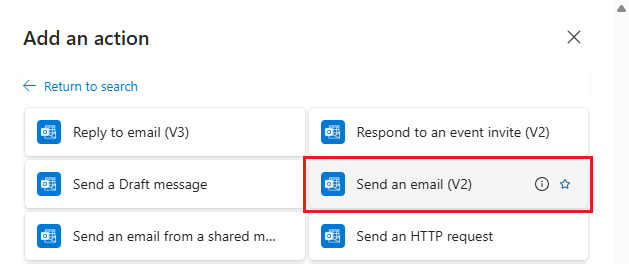 Add an action
Return to search
Reply to email (V3)
Respond to an event invite (V2)
Send a Draft message
Send an email (V2)
Send an email from a shared m...
Send an HTTP request